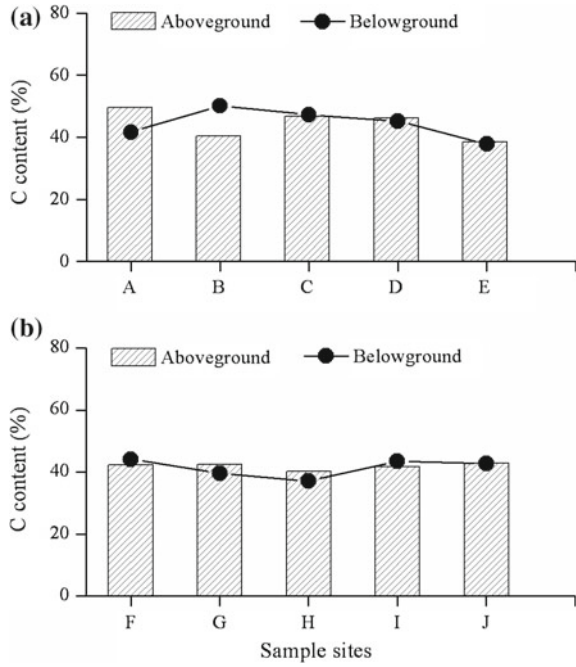 (a)
80
Aboveground Belowground
60
C content (%)
40
20
0
A B C D E
(b)
80
Aboveground Belowground
60
C content (%)
40
20
0
F G H I J
Sample sites